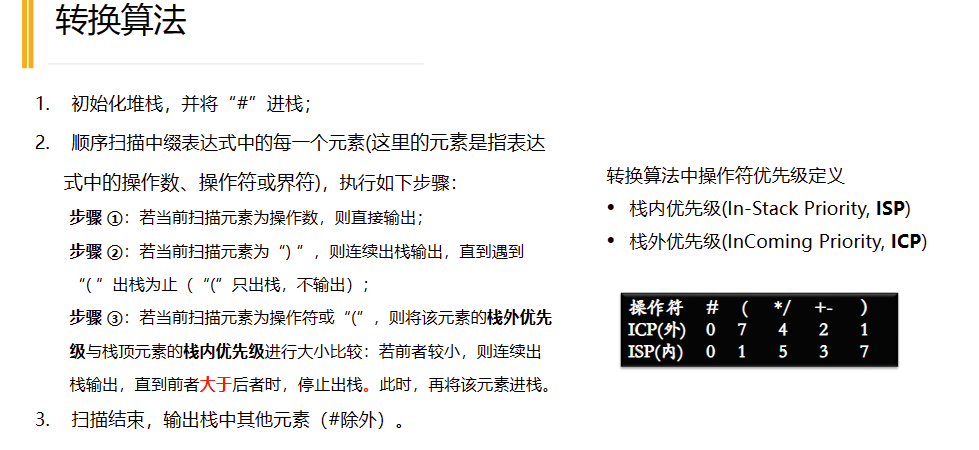 转换算法
1. 初始化堆栈，并将“#”进栈；
2. 顺序扫描中缀表达式中的每一个元素(这里的元素是指表达
式中的操作数、操作符或界符)，执行如下步骤：
步骤 ①：若当前扫描元素为操作数，则直接输出；
步骤 ②：若当前扫描元素为“) ”，则连续出栈输出，直到遇到
“( ”出栈为止（“(”只出栈，不输出）；
步骤 ③：若当前扫描元素为操作符或“(”，则将该元素的栈外优先
级与栈顶元素的栈内优先级进行大小比较：若前者较小，则连续出
栈输出，直到前者大于后者时，停止出栈。此时，再将该元素进栈。
3. 扫描结束，输出栈中其他元素（#除外）。
转换算法中操作符优先级定义
• 栈内优先级(In-Stack Priority, ISP)
• 栈外优先级(InComing Priority, ICP)
操作符 # ( */ +- )
ICP(外) 0 7 4 2 1
ISP(内) 0 1 5 3 7